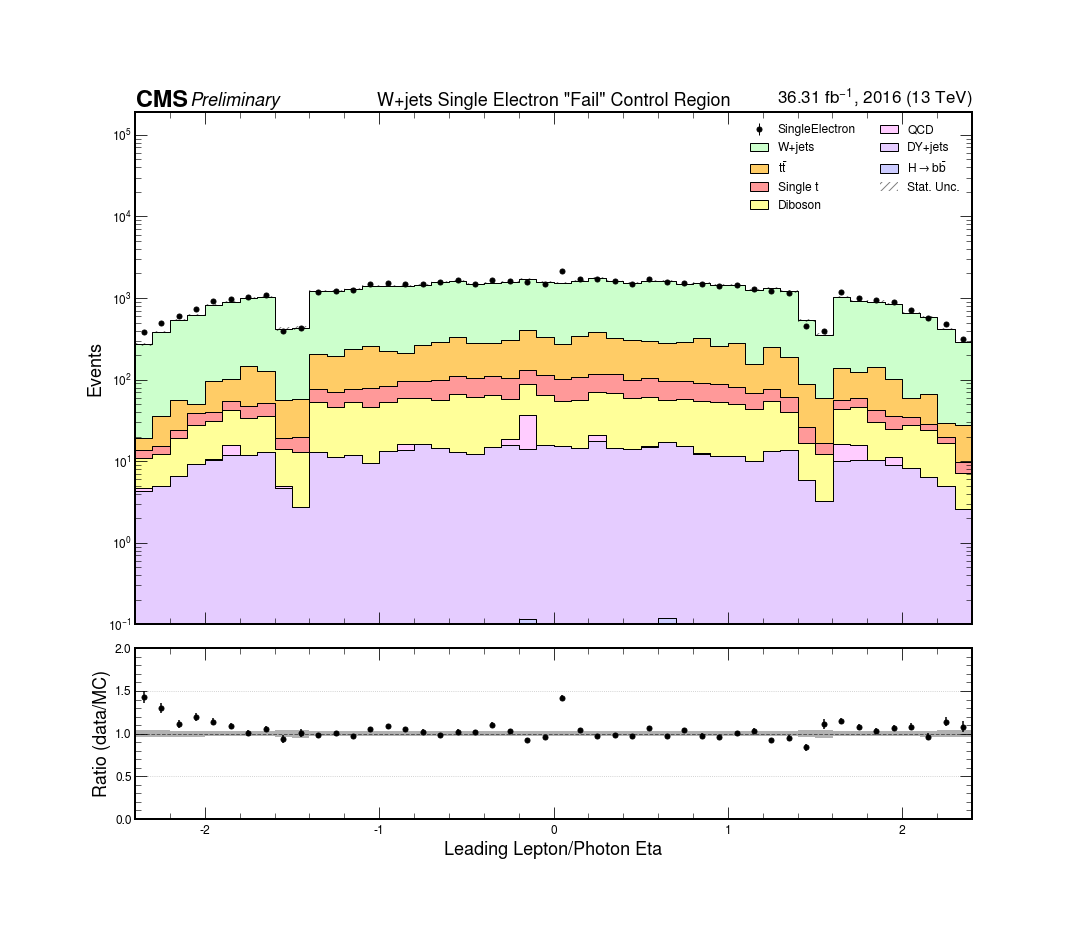 CMS Preliminary W+jets Single Electron "Fail" Control Region 36.31 fb⁻¹, 2016 (13 TeV)
SingleElectron
W+jets
tt̄
Single t
Diboson
QCD
DY+jets
H→bb̄
Stat. Unc.
Events
10⁵
10⁴
10³
10²
10¹
10⁰
10⁻¹
Ratio (data/MC)
2.0
1.5
1.0
0.5
0.0
-2 -1 0 1 2
Leading Lepton/Photon Eta